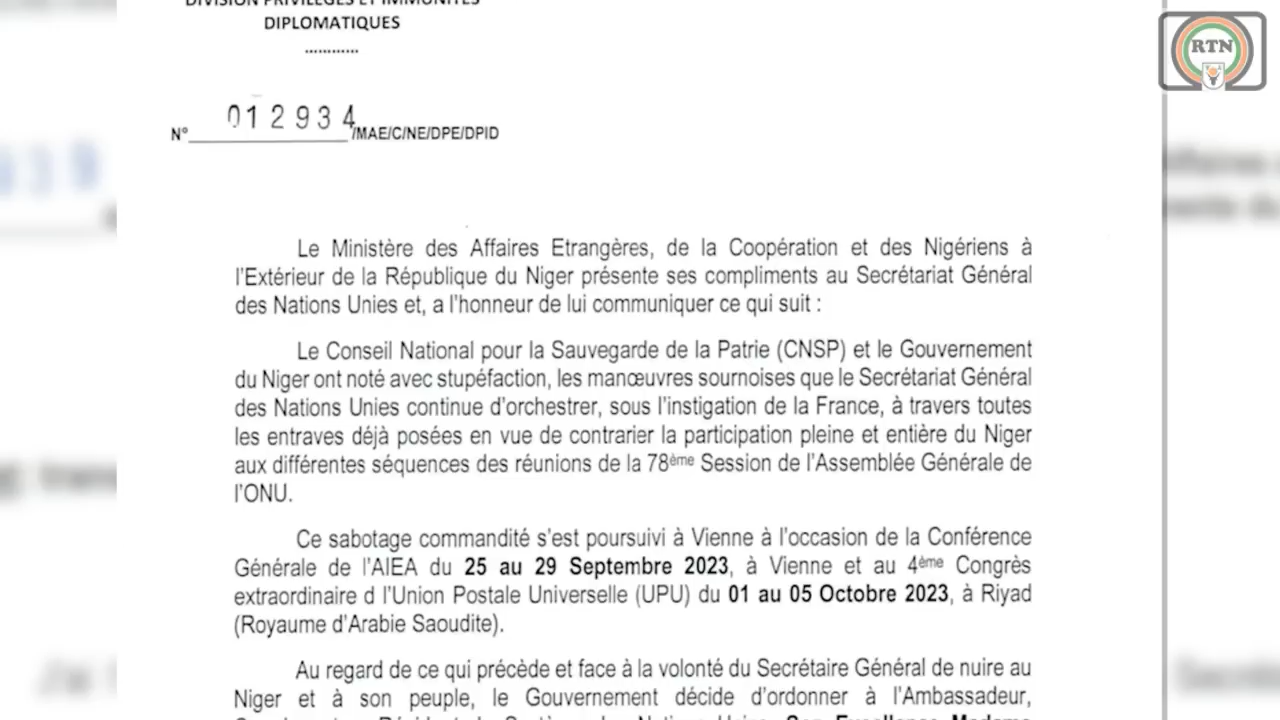 DIVISION PRIVILEGES ET IMMUNITES
DIPLOMATIQUES
............
RTN
N° 012934 /MAE/C/NE/DPE/DPID
Le Ministère des Affaires Etrangères, de la Coopération et des Nigériens à
l'Extérieur de la République du Niger présente ses compliments au Secrétariat Général
des Nations Unies et, a l'honneur de lui communiquer ce qui suit :
Le Conseil National pour la Sauvegarde de la Patrie (CNSP) et le Gouvernement
du Niger ont noté avec stupéfaction, les manœuvres sournoises que le Secrétariat Général
des Nations Unies continue d'orchestrer, sous l'instigation de la France, à travers toutes
les entraves déjà posées en vue de contrarier la participation pleine et entière du Niger
aux différentes séquences des réunions de la 78ème Session de l'Assemblée Générale de
l'ONU.
Ce sabotage commandité s'est poursuivi à Vienne à l'occasion de la Conférence
Générale de l'AIEA du 25 au 29 Septembre 2023, à Vienne et au 4ème Congrès
extraordinaire d l'Union Postale Universelle (UPU) du 01 au 05 Octobre 2023, à Riyad
(Royaume d'Arabie Saoudite).
Au regard de ce qui précède et face à la volonté du Secrétaire Général de nuire au
Niger et à son peuple, le Gouvernement décide d'ordonner à l'Ambassadeur,